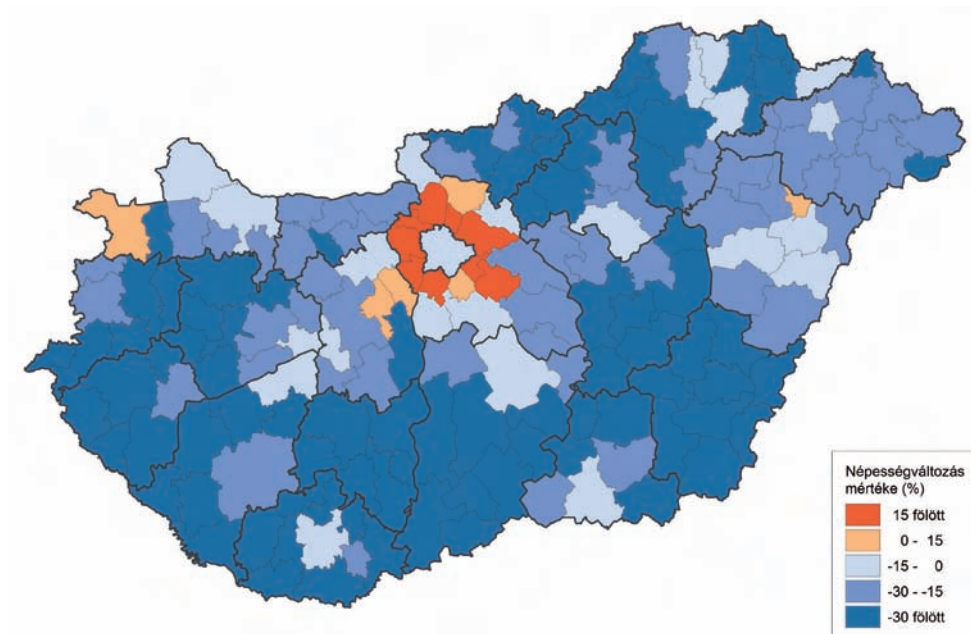 Népességváltozás
mértéke (%)
15 fölött
0 - 15
-15 - 0
-30 - -15
-30 fölött